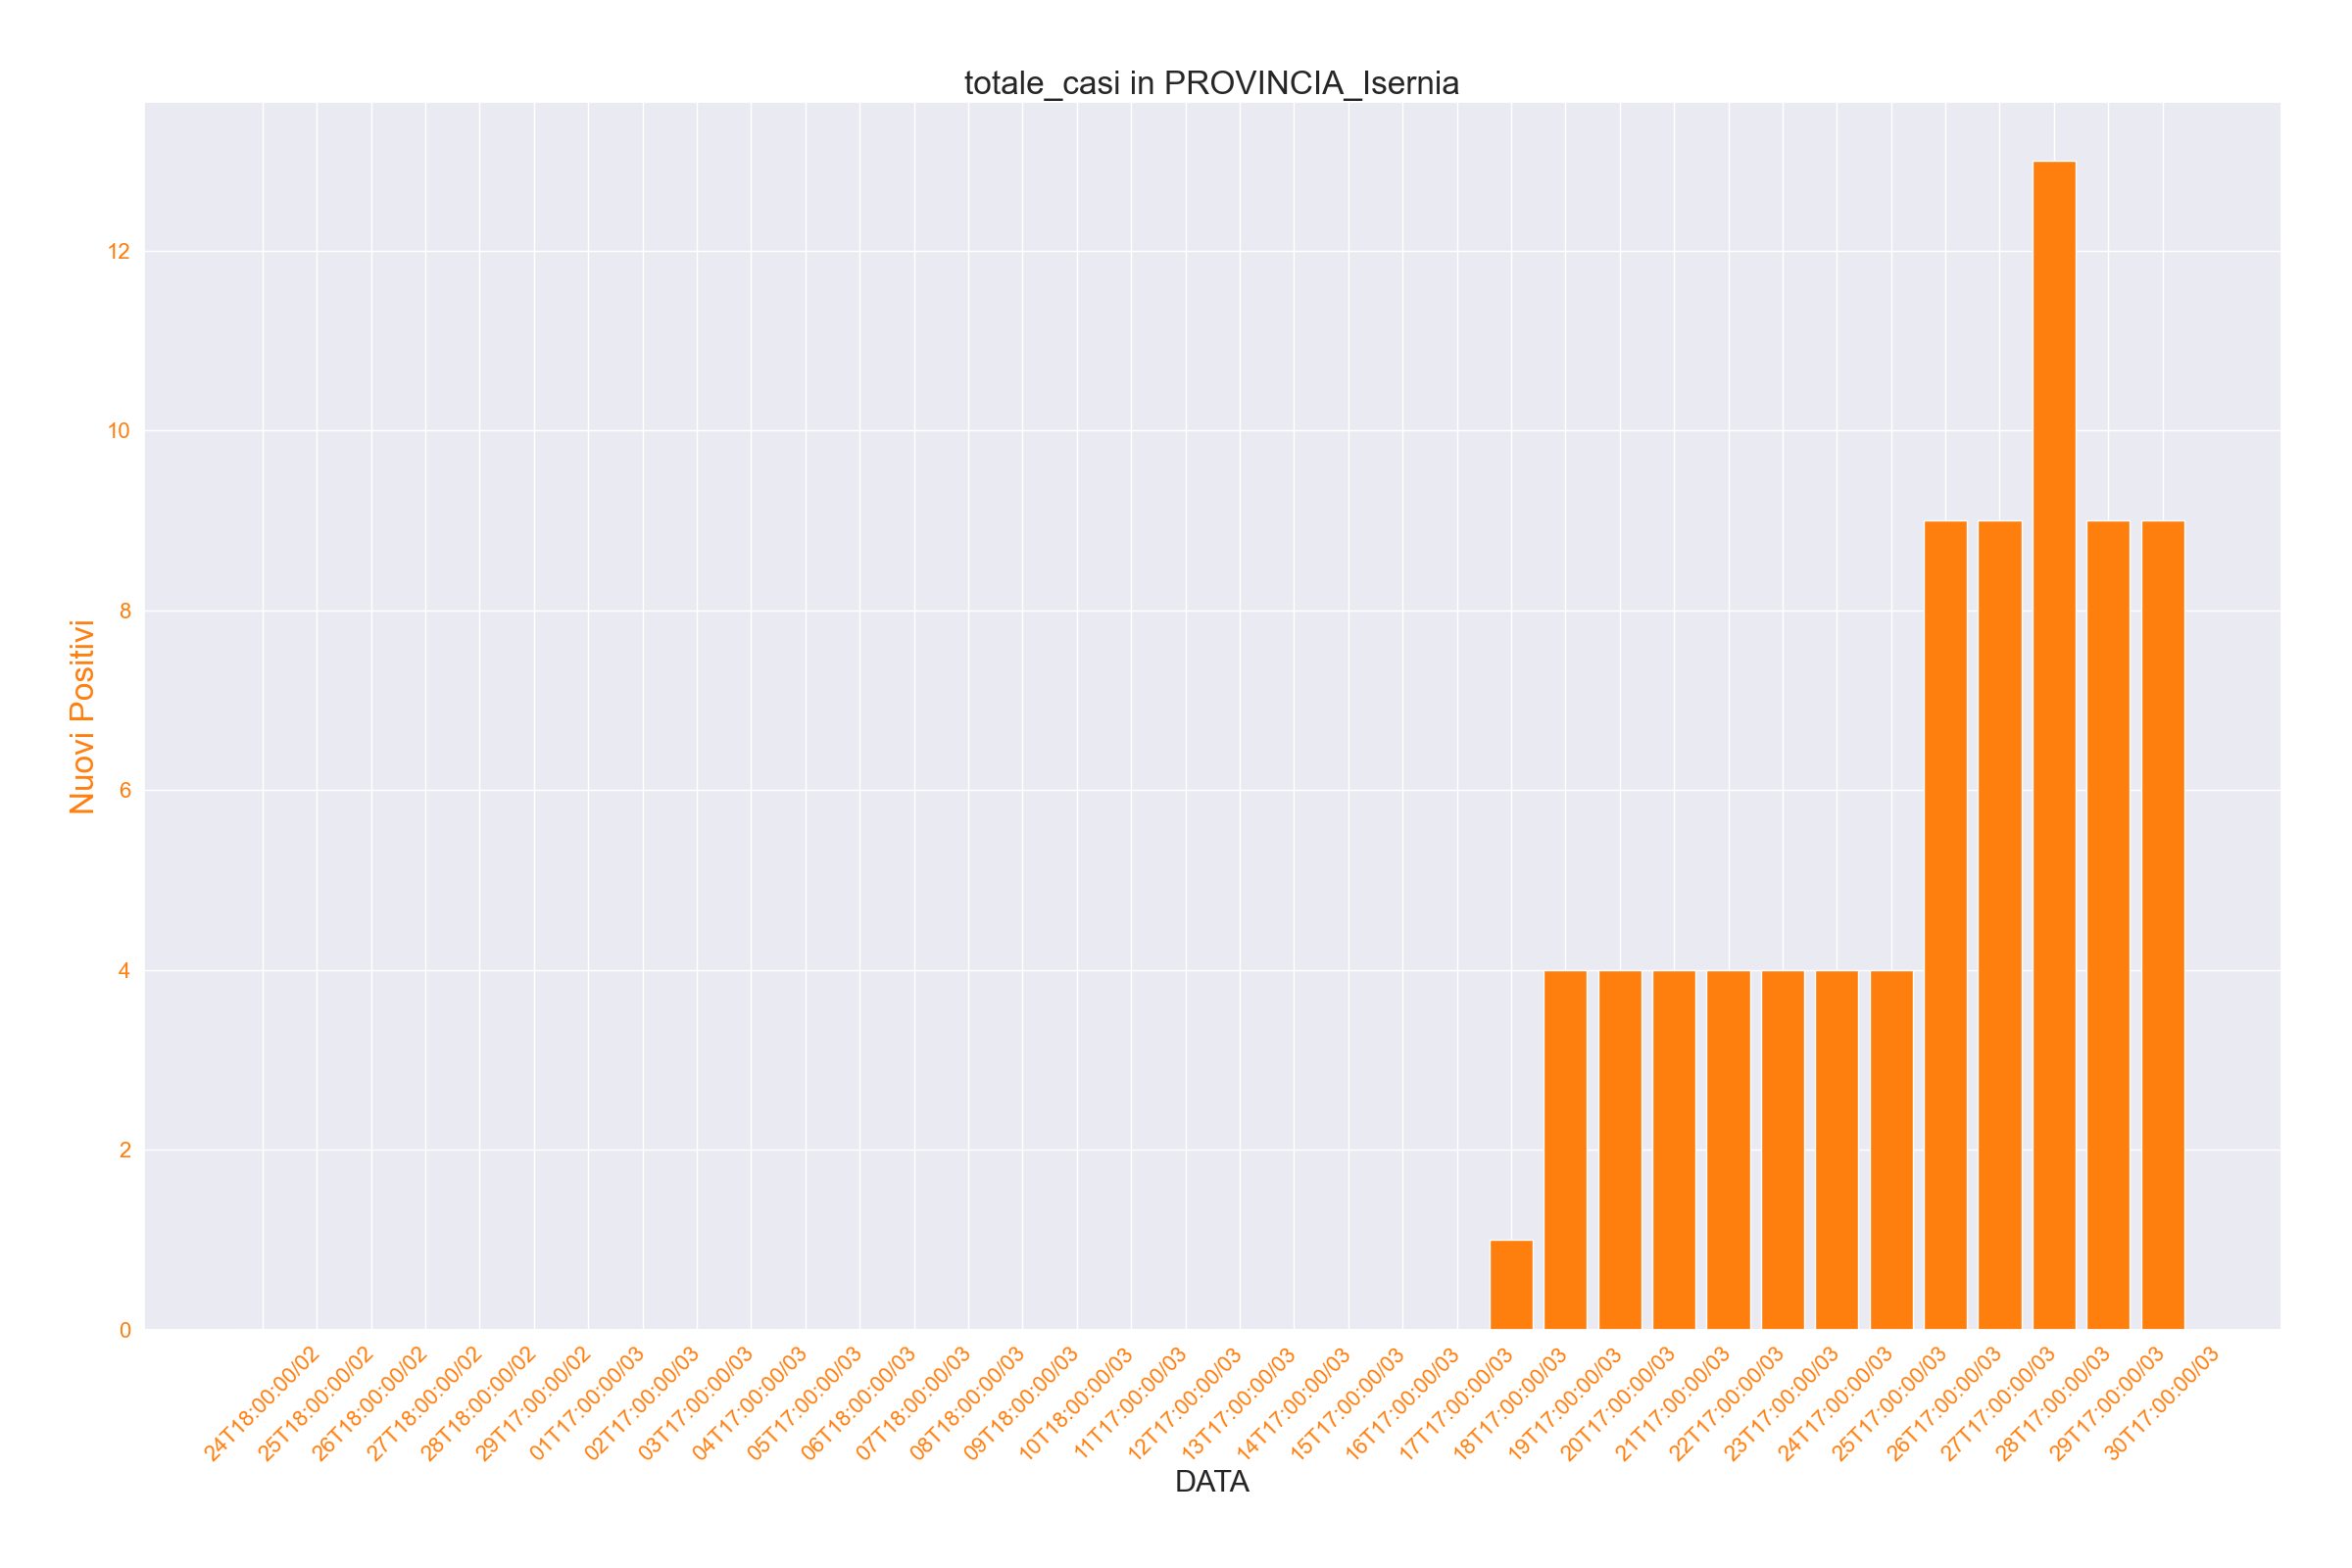 totale_casi in PROVINCIA_Isernia
Nuovi Positivi
12
10
8
6
4
2
0
24T18:00:00/02
25T18:00:00/02
26T18:00:00/02
27T18:00:00/02
28T18:00:00/02
29T17:00:00/02
01T17:00:00/03
02T17:00:00/03
03T17:00:00/03
04T17:00:00/03
05T17:00:00/03
06T18:00:00/03
07T18:00:00/03
08T18:00:00/03
09T18:00:00/03
10T18:00:00/03
11T17:00:00/03
12T17:00:00/03
13T17:00:00/03
14T17:00:00/03
15T17:00:00/03
16T17:00:00/03
17T17:00:00/03
18T17:00:00/03
19T17:00:00/03
20T17:00:00/03
21T17:00:00/03
22T17:00:00/03
23T17:00:00/03
24T17:00:00/03
25T17:00:00/03
26T17:00:00/03
27T17:00:00/03
28T17:00:00/03
29T17:00:00/03
30T17:00:00/03
DATA